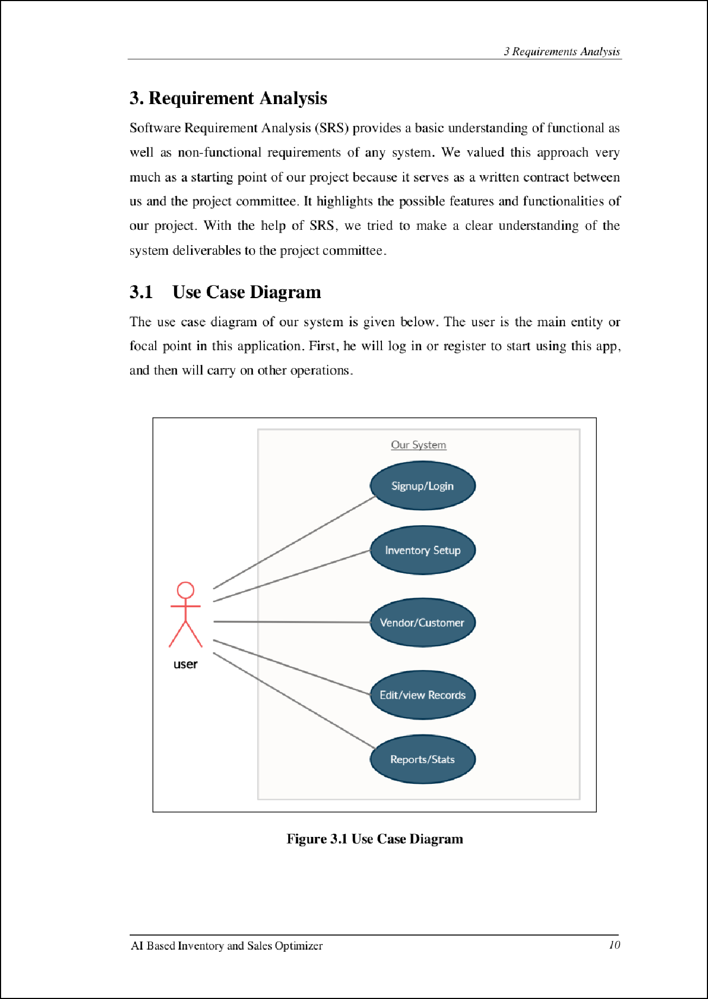 3 Requirements Analysis
3. Requirement Analysis
Software Requirement Analysis (SRS) provides a basic understanding of functional as
well as non-functional requirements of any system. We valued this approach very
much as a starting point of our project because it serves as a written contract between
us and the project committee. It highlights the possible features and functionalities of
our project. With the help of SRS, we tried to make a clear understanding of the
system deliverables to the project committee.
3.1 Use Case Diagram
The use case diagram of our system is given below. The user is the main entity or
focal point in this application. First, he will log in or register to start using this app,
and then will carry on other operations.
Our System
Signup/Login
Inventory Setup
Vendor/Customer
user
Edit/view Records
Reports/Stats
Figure 3.1 Use Case Diagram
AI Based Inventory and Sales Optimizer 10